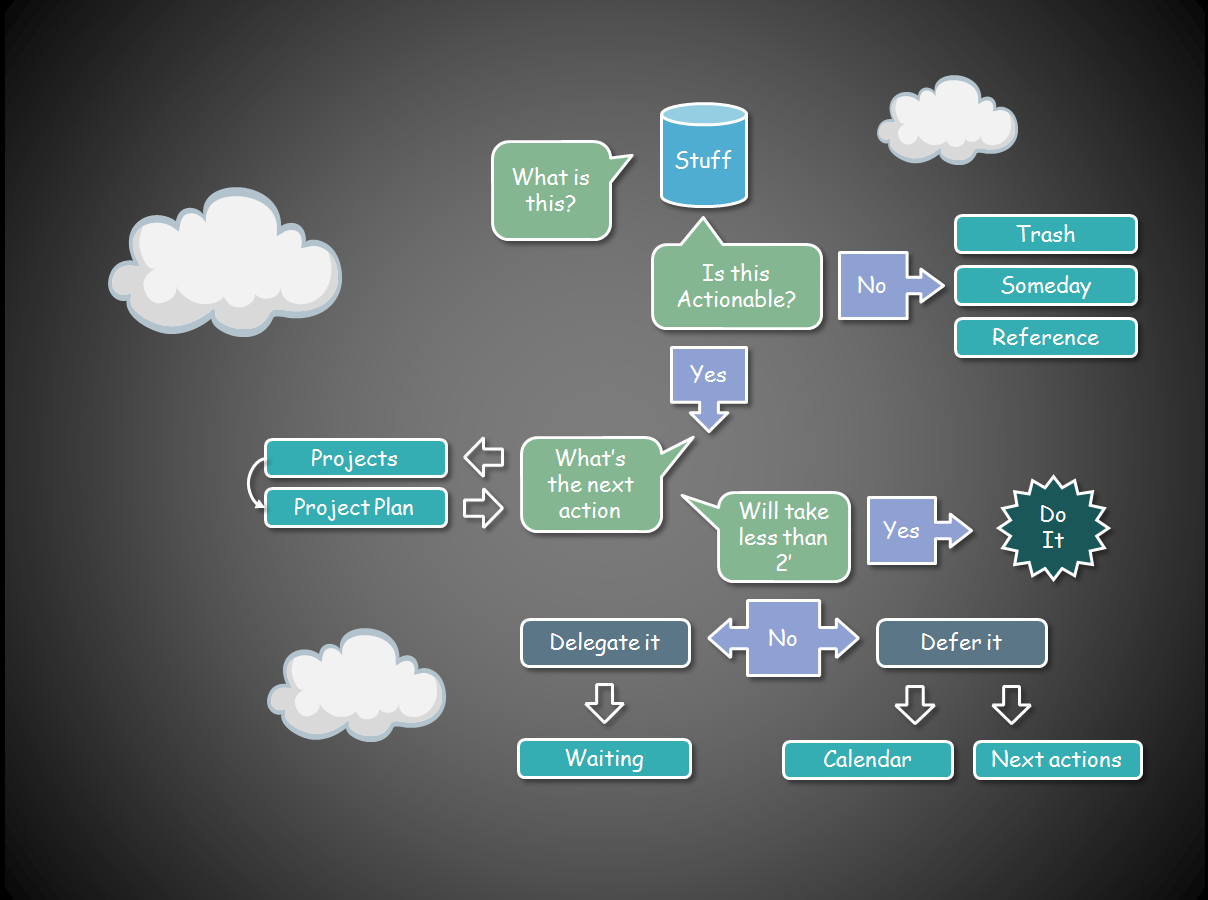 Stuff
What is
this?
Is this
Actionable?
No
Trash
Someday
Reference
Yes
Projects
Project Plan
What's
the next
action
Will take
less than
2'
Yes
Do
It
No
Delegate it
Defer it
Waiting
Calendar
Next actions